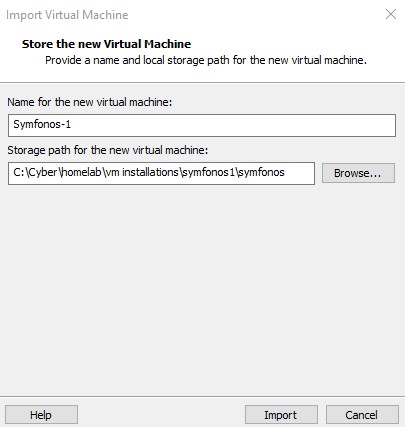 Import Virtual Machine
Store the new Virtual Machine
Provide a name and local storage path for the new virtual machine.
Name for the new virtual machine:
Symfonos-1
Storage path for the new virtual machine:
C:\Cyber\homelab\vm installations\symfonos1\symfonos
Browse...
Help
Import
Cancel